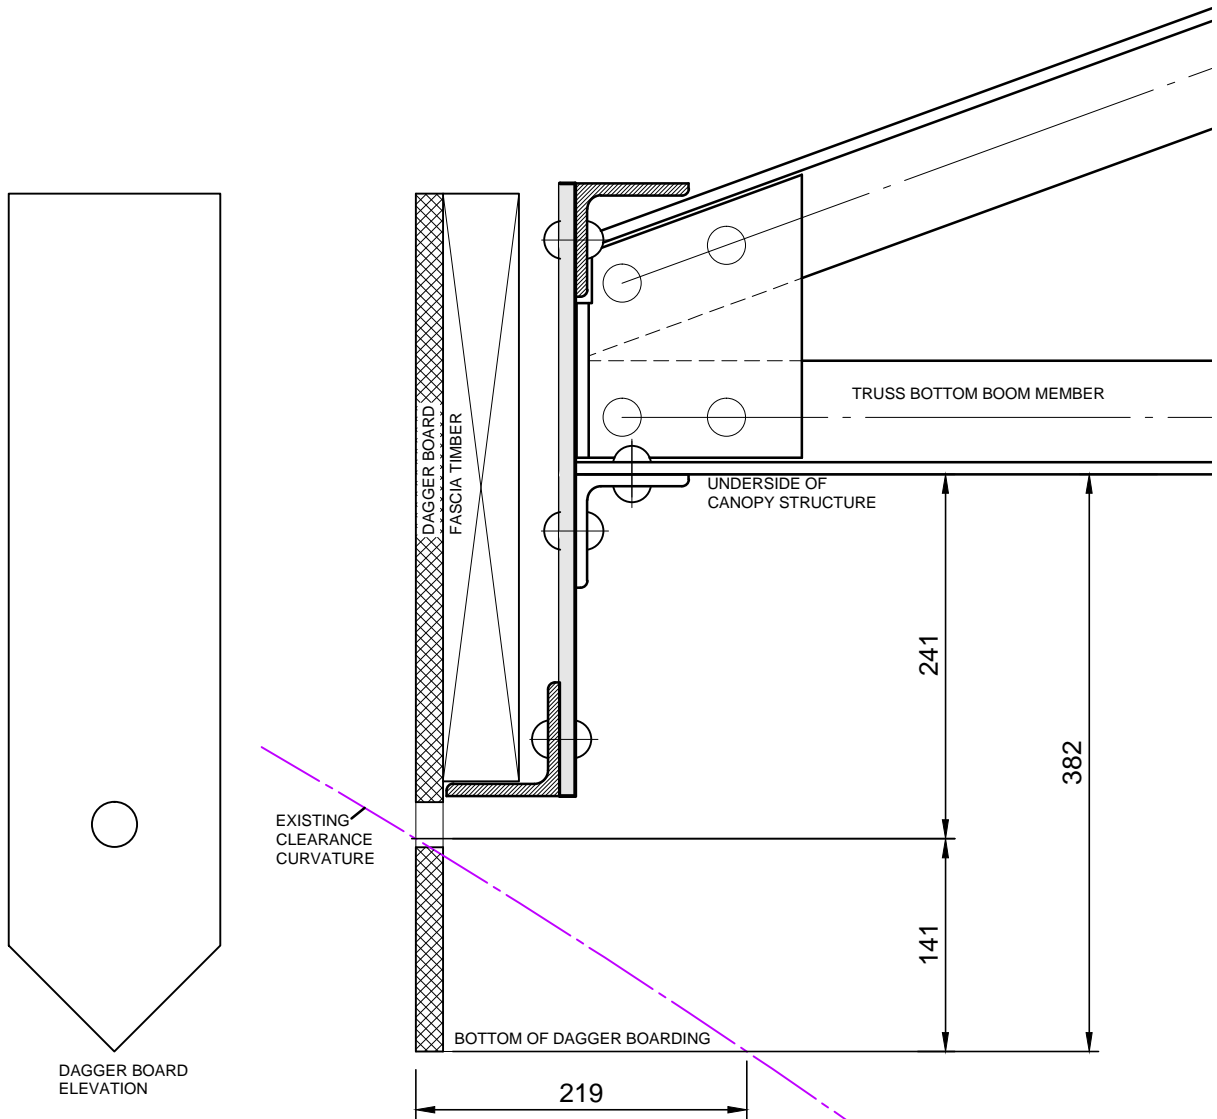 TRUSS BOTTOM BOOM MEMBER
DAGGER BOARD
FASCIA TIMBER
UNDERSIDE OF
CANOPY STRUCTURE
241
382
EXISTING
CLEARANCE
CURVATURE
141
BOTTOM OF DAGGER BOARDING
DAGGER BOARD
ELEVATION
219